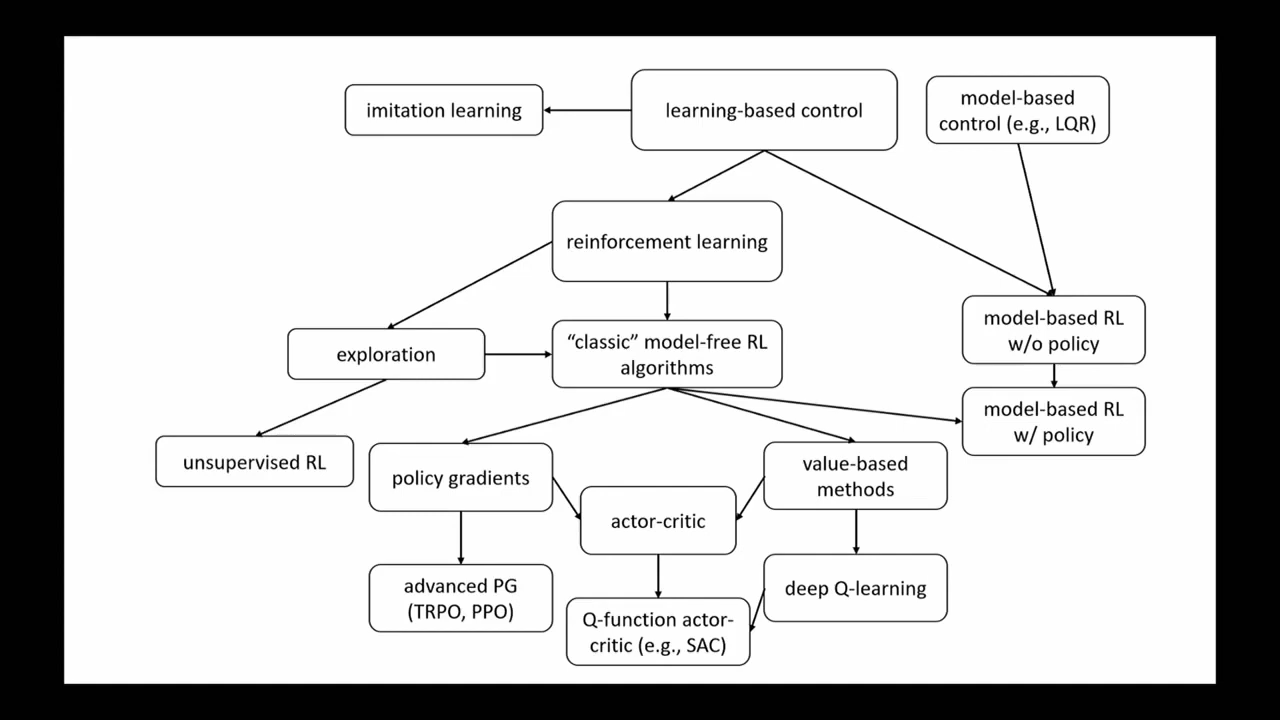 imitation learning
learning-based control
model-based
control (e.g., LQR)
reinforcement learning
exploration
“classic” model-free RL
algorithms
model-based RL
w/o policy
model-based RL
w/ policy
unsupervised RL
policy gradients
value-based
methods
actor-critic
advanced PG
(TRPO, PPO)
deep Q-learning
Q-function actor-
critic (e.g., SAC)